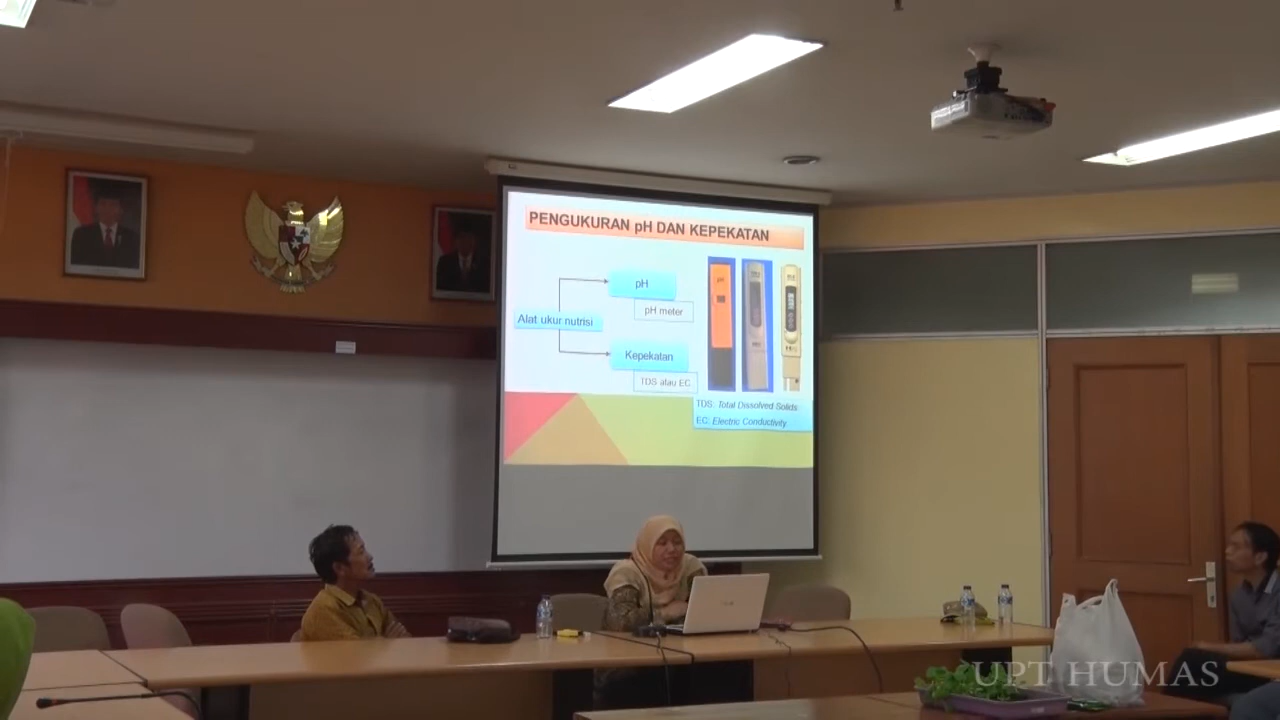 PENGUKURAN pH DAN KEPEKATAN
pH
pH meter
Alat ukur nutrisi
Kepekatan
TDS atau EC
TDS: Total Dissolved Solids
EC: Electric Conductivity
UPT HUMAS